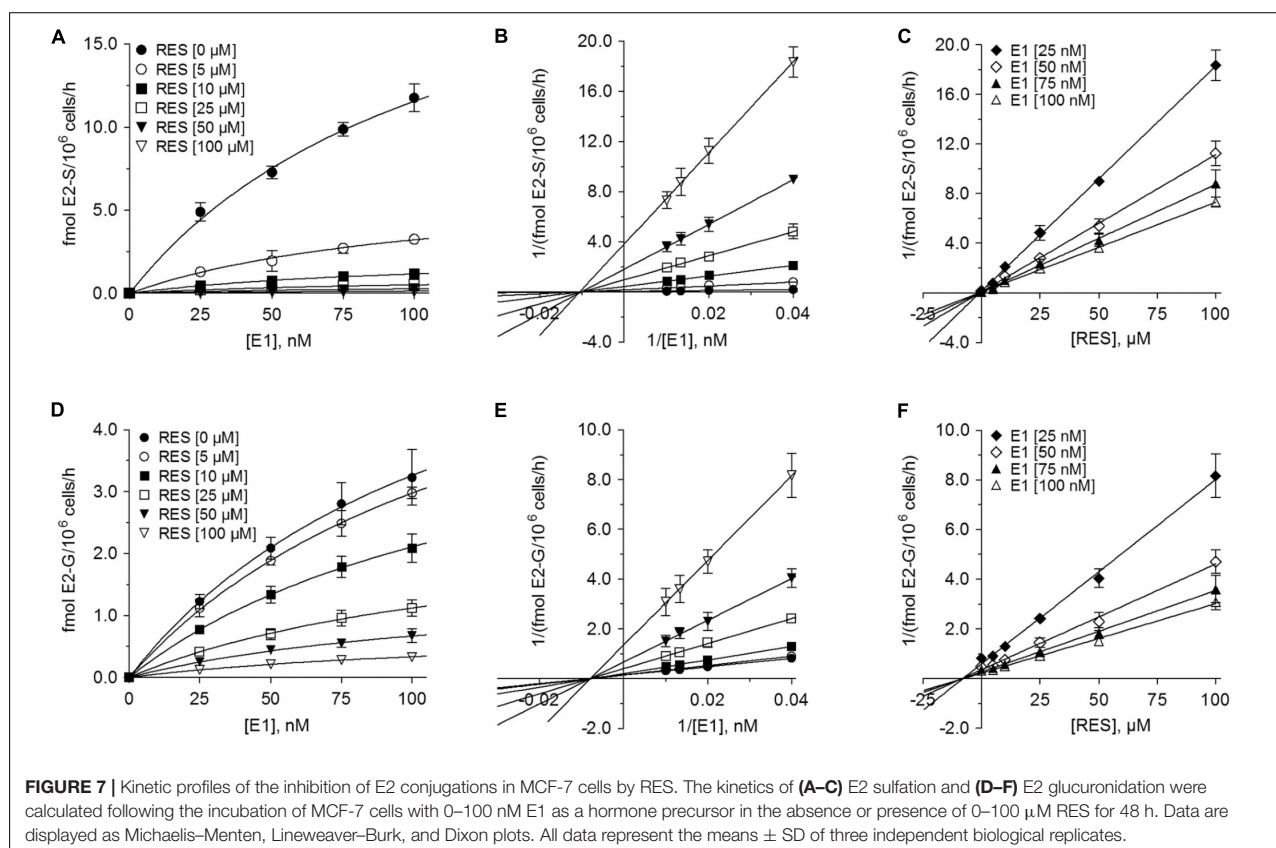 A
15.0
10.0
5.0
0.0
fmol E2-S/10⁶ cells/h
RES [0 µM]
RES [5 µM]
RES [10 µM]
RES [25 µM]
RES [50 µM]
RES [100 µM]
0 25 50 75 100
[E1], nM
B
20.0
16.0
12.0
8.0
4.0
-4.0
1/(fmol E2-S/10⁶ cells/h)
-0.02 0.02 0.04
1/[E1], nM
C
20.0
16.0
12.0
8.0
4.0
-4.0
1/(fmol E2-S/10⁶ cells/h)
E1 [25 nM]
E1 [50 nM]
E1 [75 nM]
E1 [100 nM]
-25 25 50 75 100
[RES], µM
D
4.0
3.0
2.0
1.0
0.0
fmol E2-G/10⁶ cells/h
RES [0 µM]
RES [5 µM]
RES [10 µM]
RES [25 µM]
RES [50 µM]
RES [100 µM]
0 25 50 75 100
[E1], nM
E
10.0
8.0
6.0
4.0
2.0
-2.0
1/(fmol E2-G/10⁶ cells/h)
-0.02 0.02 0.04
1/[E1], nM
F
10.0
8.0
6.0
4.0
2.0
-2.0
1/(fmol E2-G/10⁶ cells/h)
E1 [25 nM]
E1 [50 nM]
E1 [75 nM]
E1 [100 nM]
-25 25 50 75 100
[RES], µM
FIGURE 7 | Kinetic profiles of the inhibition of E2 conjugations in MCF-7 cells by RES. The kinetics of (A–C) E2 sulfation and (D–F) E2 glucuronidation were
calculated following the incubation of MCF-7 cells with 0–100 nM E1 as a hormone precursor in the absence or presence of 0–100 µM RES for 48 h. Data are
displayed as Michaelis–Menten, Lineweaver–Burk, and Dixon plots. All data represent the means ± SD of three independent biological replicates.